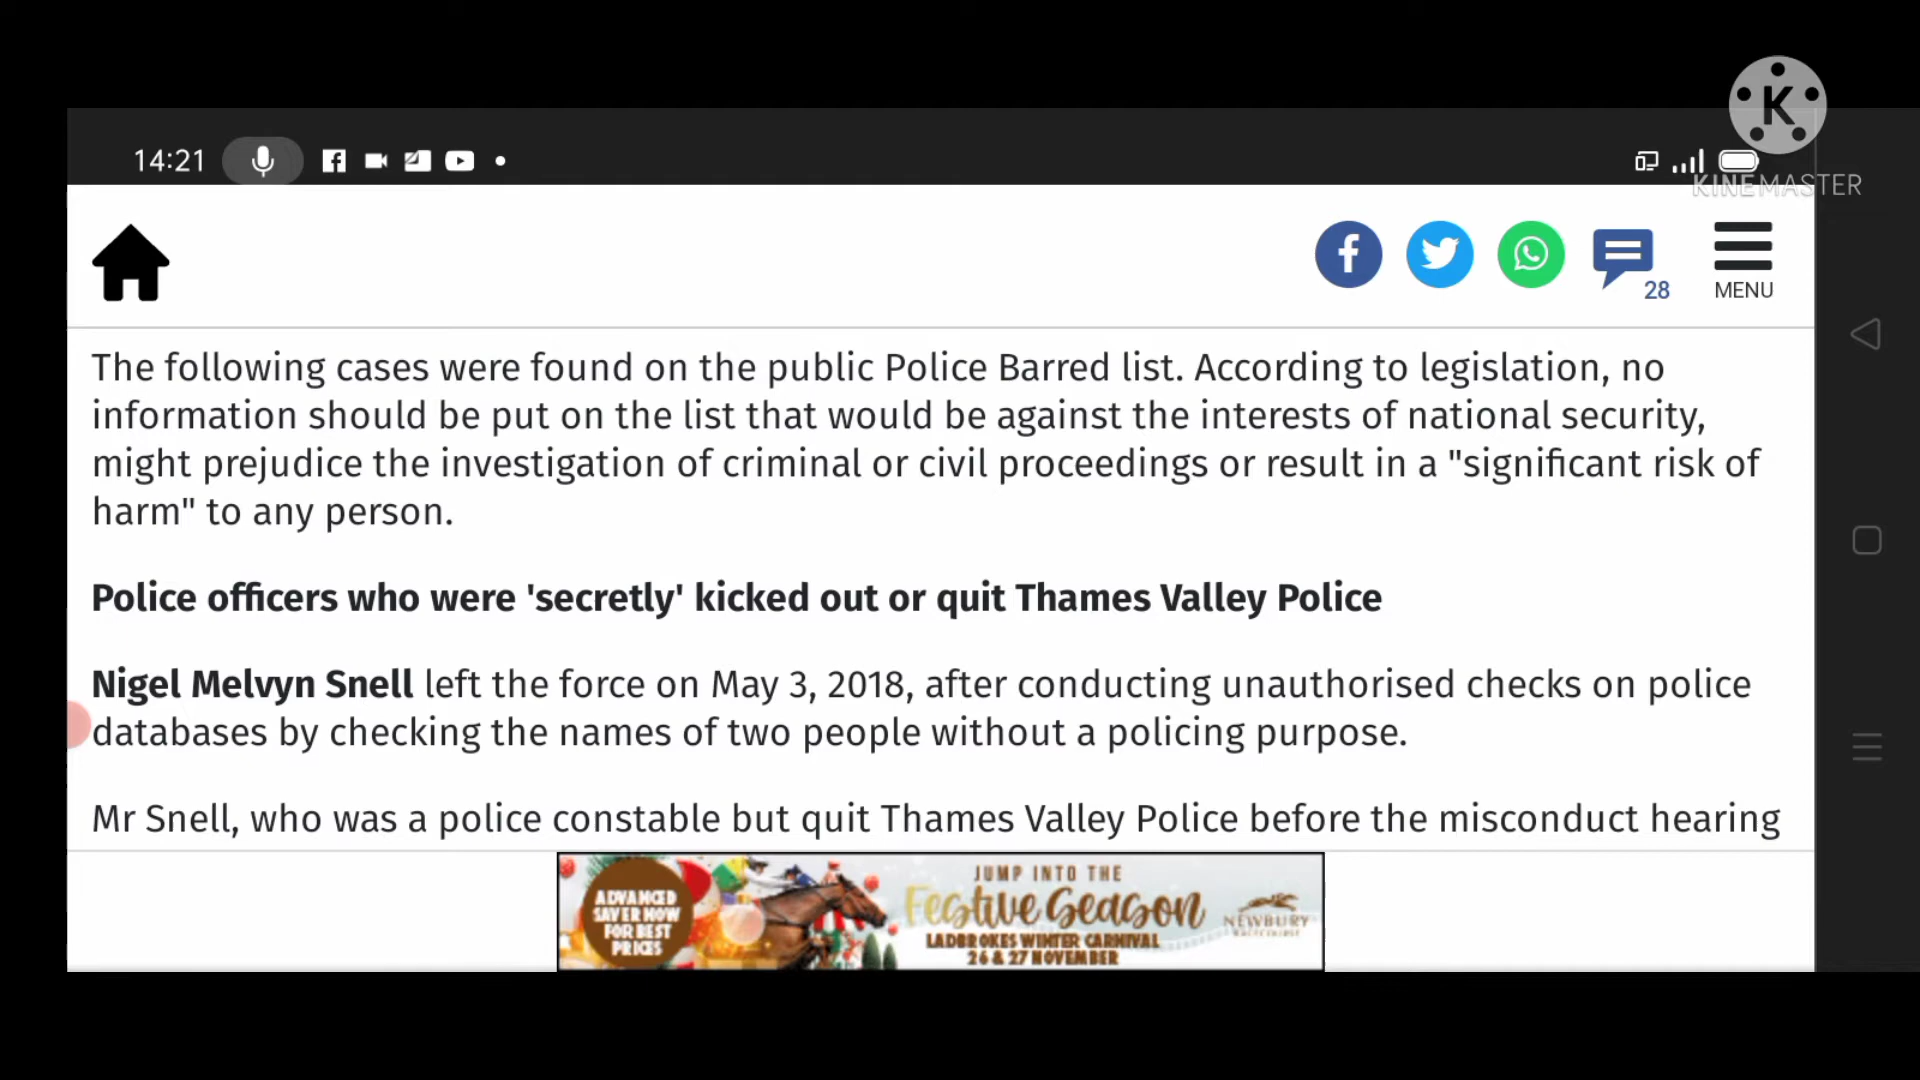 K
KINEMASTER
14:21
28
MENU
The following cases were found on the public Police Barred list. According to legislation, no
information should be put on the list that would be against the interests of national security,
might prejudice the investigation of criminal or civil proceedings or result in a "significant risk of
harm" to any person.
Police officers who were 'secretly' kicked out or quit Thames Valley Police
Nigel Melvyn Snell left the force on May 3, 2018, after conducting unauthorised checks on police
databases by checking the names of two people without a policing purpose.
Mr Snell, who was a police constable but quit Thames Valley Police before the misconduct hearing
ADVANCED
SAVER NOW
FOR BEST
PRICES
JUMP INTO THE
Festive Season
LADBROKES WINTER CARNIVAL
26 & 27 NOVEMBER
NEWBURY
RACECOURSE